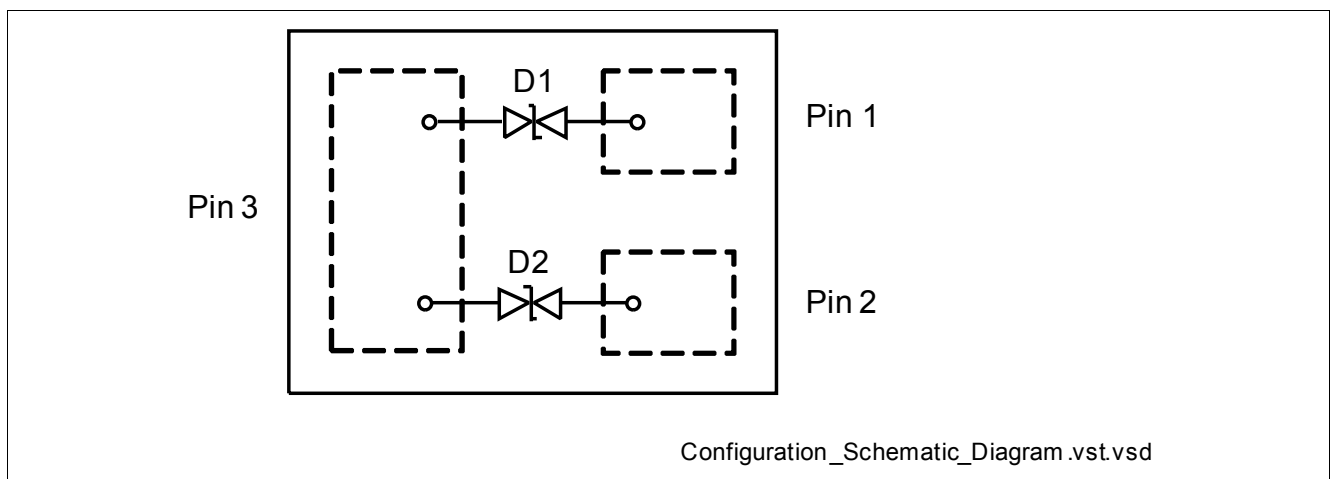 D1
Pin 1
Pin 3
D2
Pin 2
Configuration_Schematic_Diagram.vst.vsd